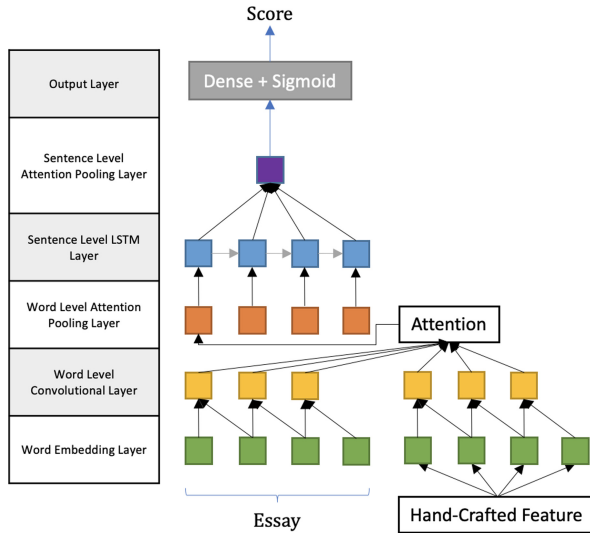 Score
Output Layer
Dense + Sigmoid
Sentence Level
Attention Pooling Layer
Sentence Level LSTM
Layer
Word Level Attention
Pooling Layer
Attention
Word Level
Convolutional Layer
Word Embedding Layer
Essay
Hand-Crafted Feature